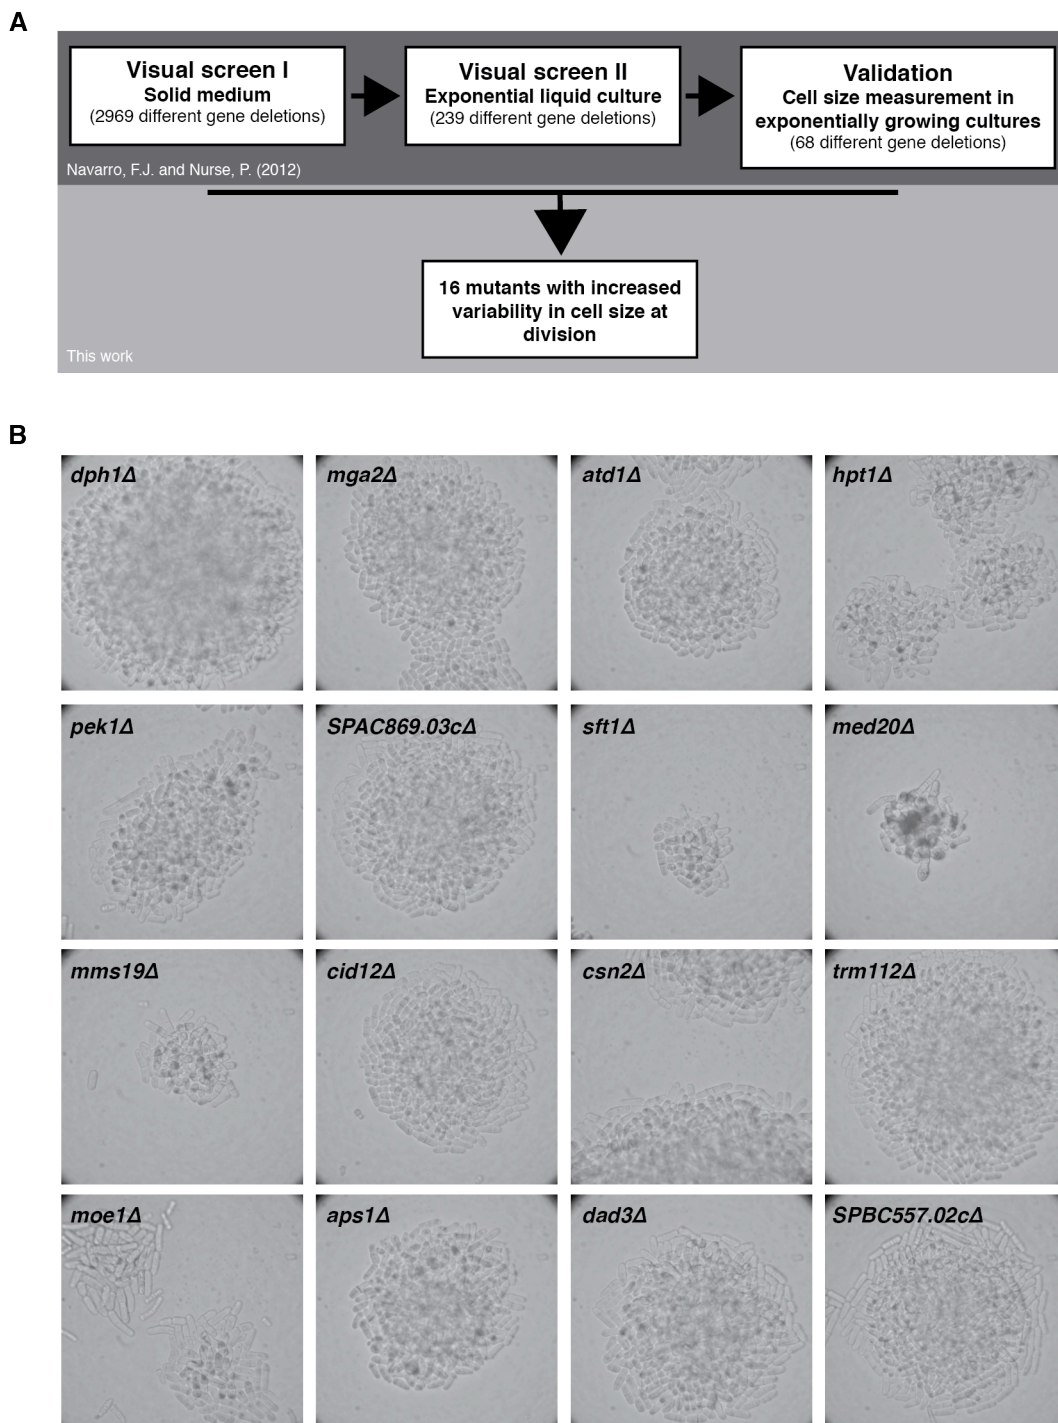 A
Visual screen I
Solid medium
(2969 different gene deletions)
Visual screen II
Exponential liquid culture
(239 different gene deletions)
Validation
Cell size measurement in
exponentially growing cultures
(68 different gene deletions)
Navarro, F.J. and Nurse, P. (2012)
16 mutants with increased
variability in cell size at
division
This work
B
dph1Δ
mga2Δ
atd1Δ
hpt1Δ
pek1Δ
SPAC869.03cΔ
sft1Δ
med20Δ
mms19Δ
cid12Δ
csn2Δ
trm112Δ
moe1Δ
aps1Δ
dad3Δ
SPBC557.02cΔ